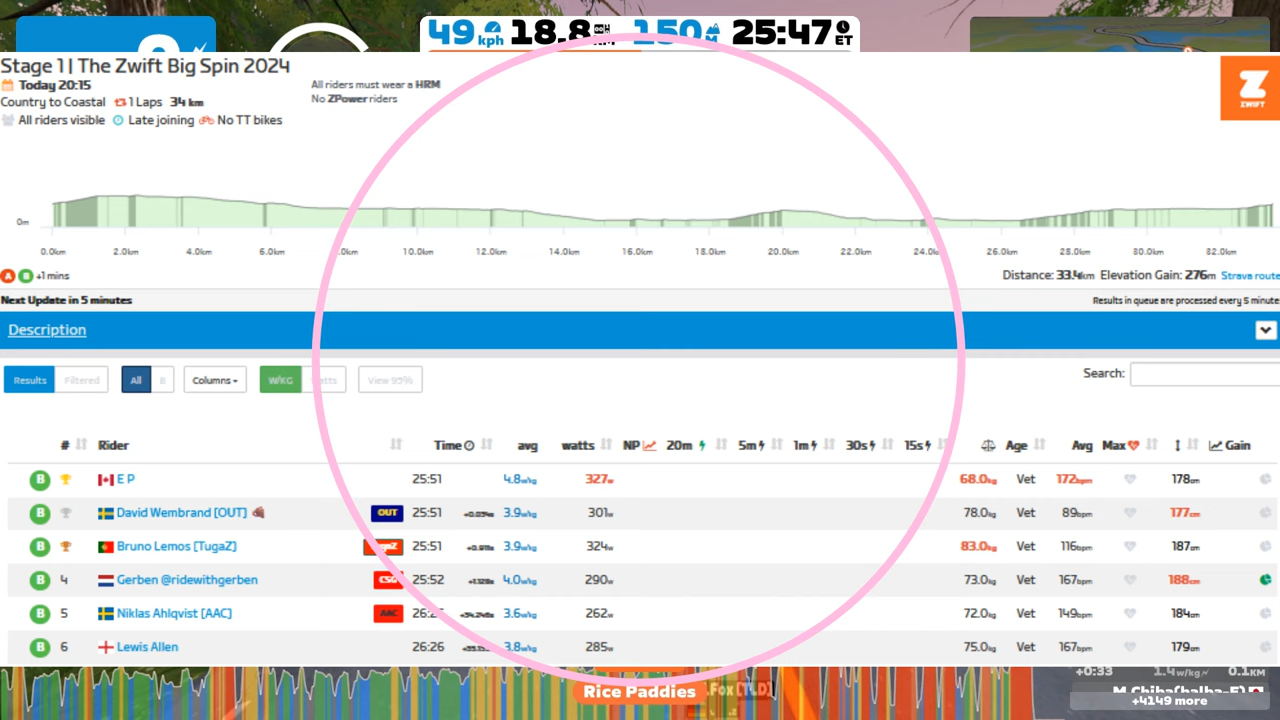 49 kph 18.8 KM 150 25:47 ET
Stage 1 | The Zwift Big Spin 2024
Today 20:15
Country to Coastal 1 Laps 34 km
All riders visible Late joining No TT bikes
All riders must wear a HRM
No ZPower riders
ZWIFT
0m
0.0km 2.0km 4.0km 6.0km .0km 10.0km 12.0km 14.0km 16.0km 18.0km 20.0km 22.0km 24.0km 26.0km 28.0km 30.0km 32.0km
A B +1 mins
Distance: 33.4km Elevation Gain: 276m Strava route
Next Update in 5 minutes
Results in queue are processed every 5 minute
Description
Results Filtered All B Columns W/KG View 95%
Search:
# Rider Time avg watts NP 20m 5m 1m 30s 15s Age Avg Max Gain
B E P 25:51 4.8w/kg 327w 68.0kg Vet 172bpm 178cm
B David Wembrand [OUT] OUT 25:51 3.9w/kg 301w 78.0kg Vet 89bpm 177cm
B Bruno Lemos [TugaZ] 25:51 3.9w/kg 324w 83.0kg Vet 116bpm 187cm
B 4 Gerben @ridewithgerben 25:52 4.0w/kg 290w 73.0kg Vet 167bpm 188cm
B 5 Niklas Ahlqvist [AAC] AAC 3.6w/kg 262w 72.0kg Vet 149bpm 184cm
B 6 Lewis Allen 26:26 3.8w/kg 285w 75.0kg Vet 167bpm 179cm
+0:33 1.4w/kg 0.1KM
Rice Paddies .Fox [TLD]
+4149 more